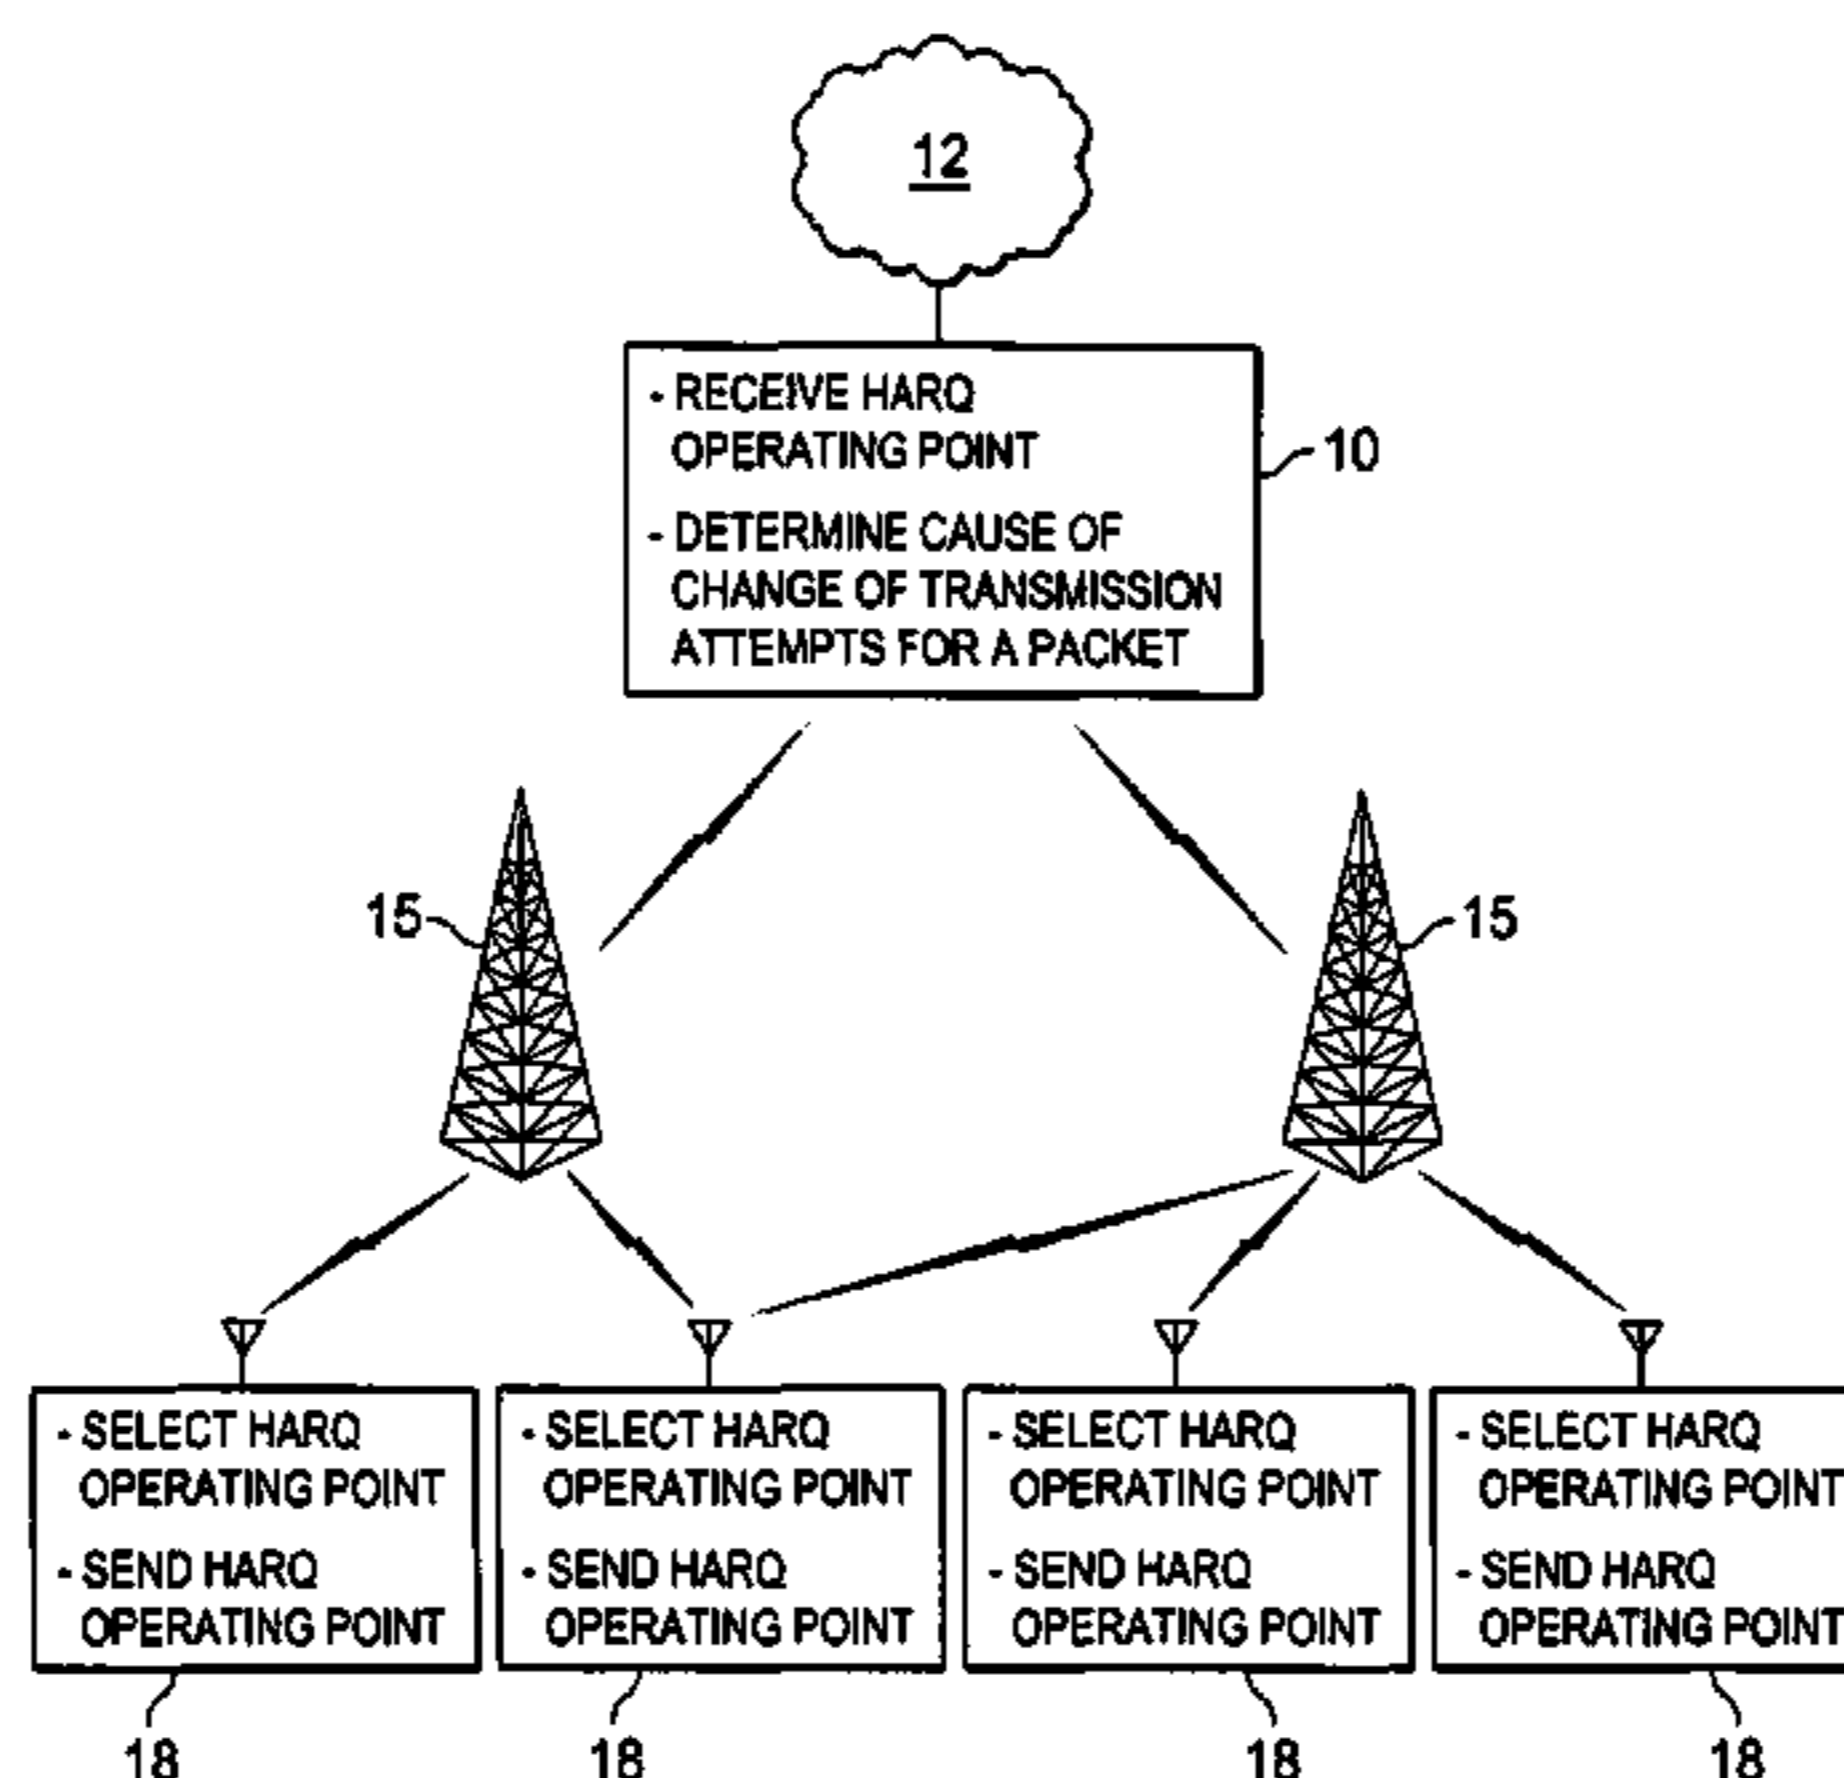 12
- RECEIVE HARQ
OPERATING POINT
- DETERMINE CAUSE OF
CHANGE OF TRANSMISSION
ATTEMPTS FOR A PACKET
10
15
15
- SELECT HARQ
OPERATING POINT
- SEND HARQ
OPERATING POINT
- SELECT HARQ
OPERATING POINT
- SEND HARQ
OPERATING POINT
- SELECT HARQ
OPERATING POINT
- SEND HARQ
OPERATING POINT
- SELECT HARQ
OPERATING POINT
- SEND HARQ
OPERATING POINT
18
18
18
18